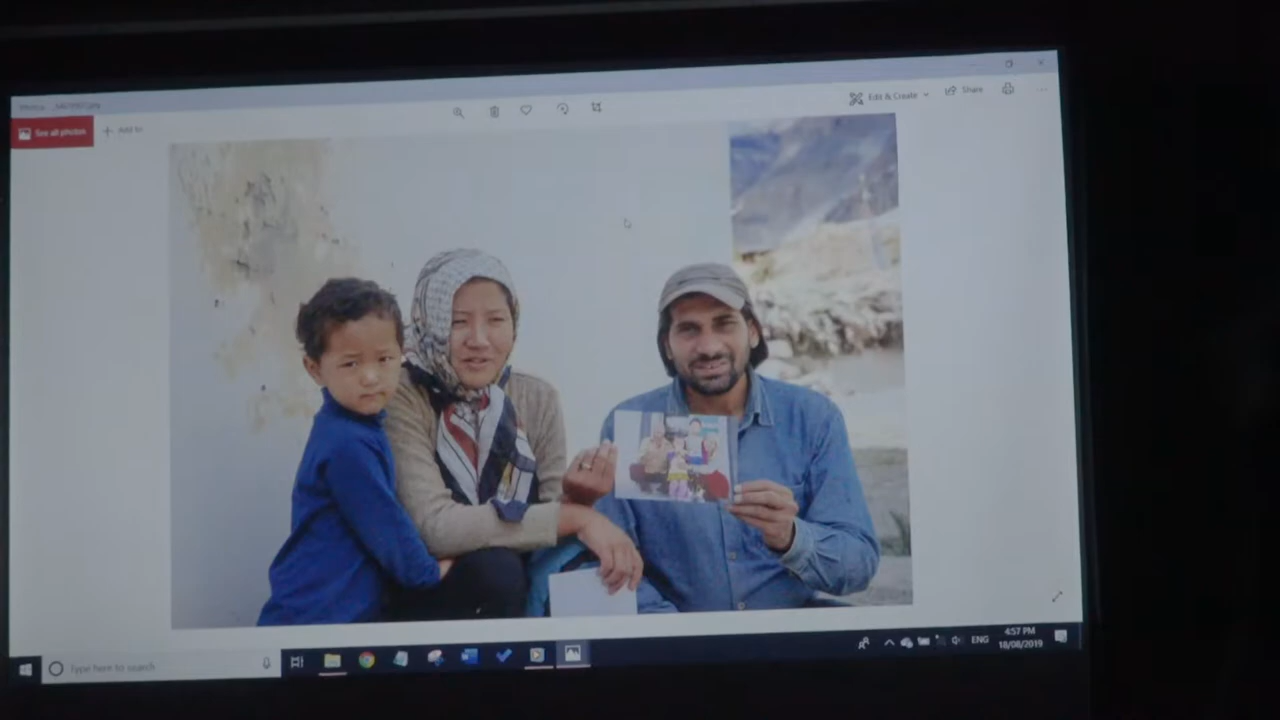 See all photos
Add to
Edit & Create
Share
Type here to search
ENG
4:57 PM
18/08/2019